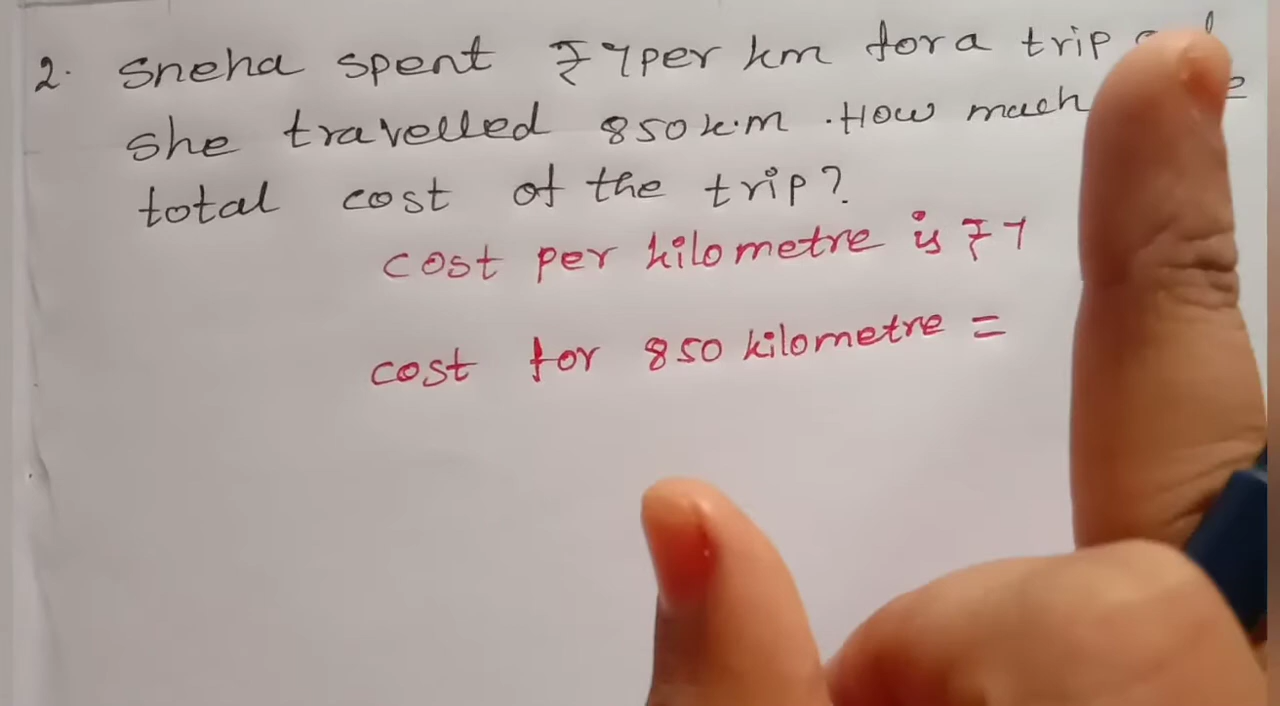 2. Sneha spent ₹7per km for a trip
she travelled 850k.m. How much
total cost of the trip?
cost per kilometre is ₹7
cost for 850 kilometre =